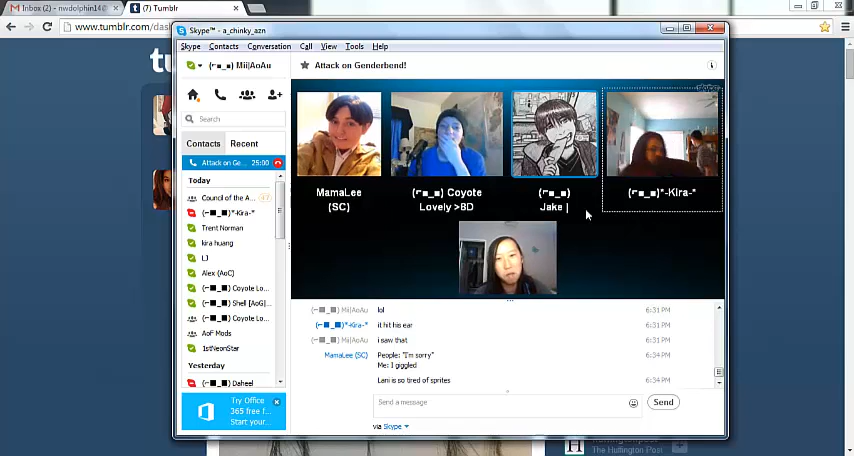 Inbox (2) - nwdolphin14@
(7) Tumblr
www.tumblr.com/das
Skype™ - a_chinky_azn
Skype Contacts Conversation Call View Tools Help
(⌐■_■) Mii|AoAu
Attack on Genderbend!
Search
Contacts Recent
Attack on Ge... 25:00
Today
Council of the A...
(⌐■_■)*-Kira-*
Trent Norman
kira huang
LJ
Alex (AoC)
(⌐■_■) Coyote Lo...
(⌐■_■) Shell [AoG|...
(⌐■_■) Coyote Lo...
AoF Mods
1stNeonStar
Yesterday
(⌐■_■) Daheel
Try Office
365 free f...
Start your...
MamaLee
(SC)
(⌐■_■) Coyote
Lovely >BD
(⌐■_■)
Jake |
(⌐■_■)*-Kira-*
(⌐■_■) Mii|AoAu lol 6:31 PM
(⌐■_■)*-Kira-* it hit his ear 6:31 PM
(⌐■_■) Mii|AoAu i saw that 6:31 PM
MamaLee (SC) People: "I'm sorry" 6:34 PM
Me: I giggled
Lani is so tired of sprites 6:34 PM
Send a message
Send
via Skype
The Huffington Post